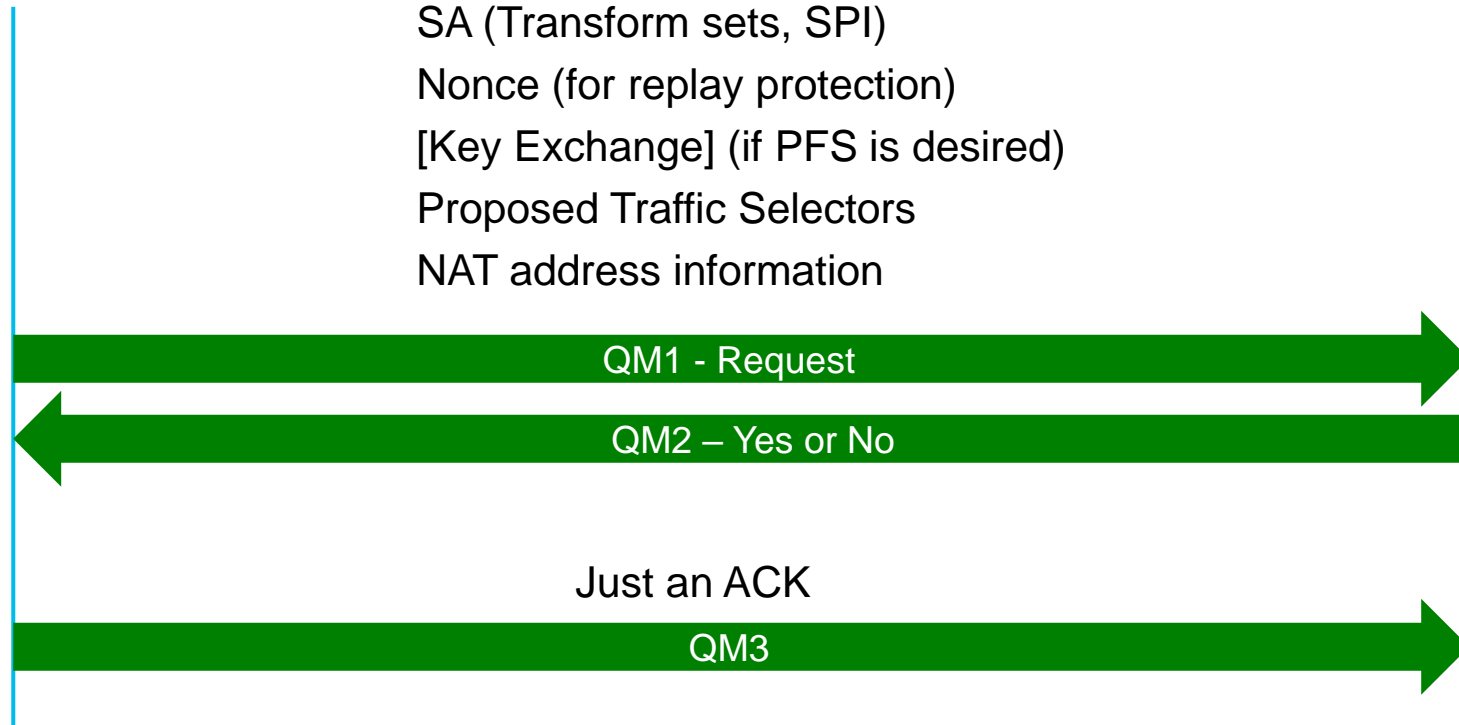 SA (Transform sets, SPI)
Nonce (for replay protection)
[Key Exchange] (if PFS is desired)
Proposed Traffic Selectors
NAT address information
QM1 - Request
QM2 – Yes or No
Just an ACK
QM3